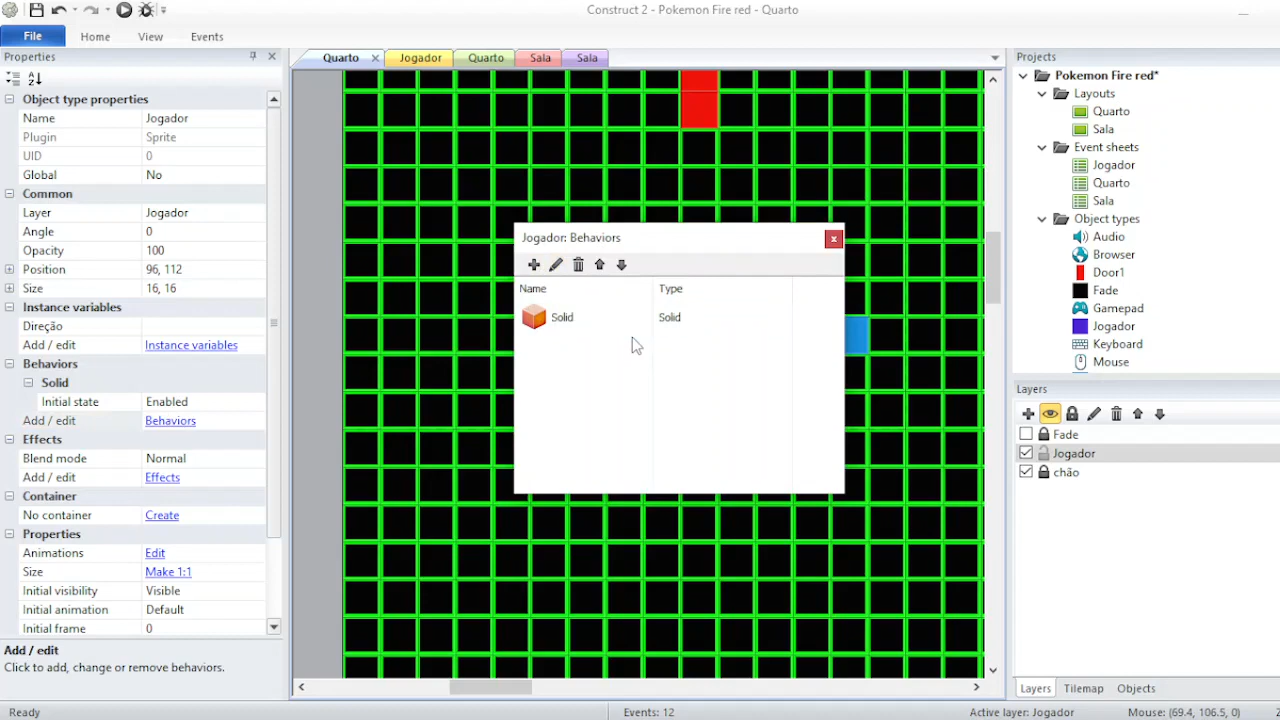 Construct 2 - Pokemon Fire red - Quarto
File Home View Events
Properties
Object type properties
Name Jogador
Plugin Sprite
UID 0
Global No
Common
Layer Jogador
Angle 0
Opacity 100
Position 96, 112
Size 16, 16
Instance variables
Direção
Add / edit Instance variables
Behaviors
Solid
Initial state Enabled
Add / edit Behaviors
Effects
Blend mode Normal
Add / edit Effects
Container
No container Create
Properties
Animations Edit
Size Make 1:1
Initial visibility Visible
Initial animation Default
Initial frame 0
Add / edit
Click to add, change or remove behaviors.
Quarto Jogador Quarto Sala Sala
Jogador: Behaviors
Name Type
Solid Solid
Projects
Pokemon Fire red*
Layouts
Quarto
Sala
Event sheets
Jogador
Quarto
Sala
Object types
Audio
Browser
Door1
Fade
Gamepad
Jogador
Keyboard
Mouse
Layers
Fade
Jogador
chão
Layers Tilemap Objects
Ready Events: 12 Active layer: Jogador Mouse: (69.4, 106.5, 0)